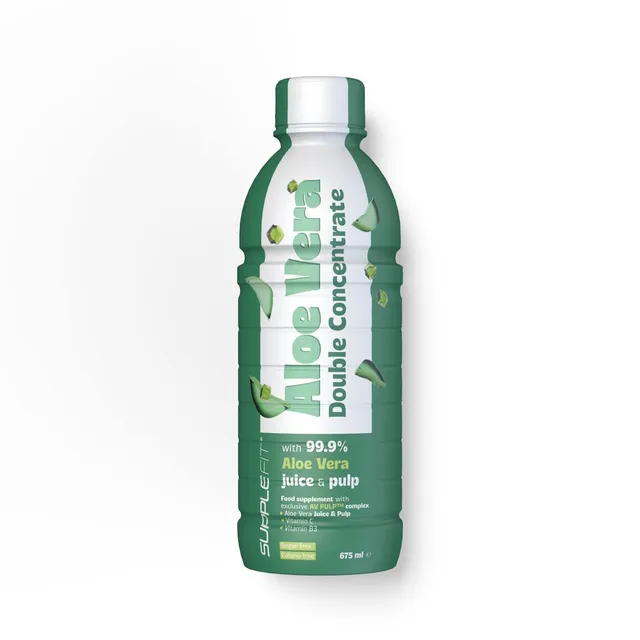 Aloe Vera
Double Concentrate
SUPPLEFIT®
with 99.9%
Aloe Vera
juice & pulp
Food supplement with
exclusive AV PULP™ complex
• Aloe Vera Juice & Pulp
• Vitamin C
• Vitamin B3
Sugar free
free
675 ml e